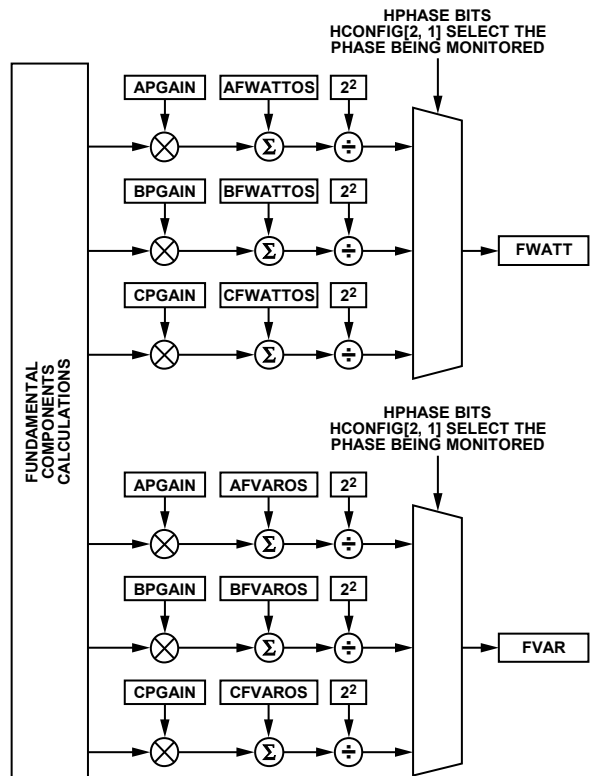 HPHASE BITS
HCONFIG[2, 1] SELECT THE
PHASE BEING MONITORED
APGAIN AFWATTOS 2²
Σ ÷
BPGAIN BFWATTOS 2²
Σ ÷
FWATT
CPGAIN CFWATTOS 2²
Σ ÷
FUNDAMENTAL
COMPONENTS
CALCULATIONS
HPHASE BITS
HCONFIG[2, 1] SELECT THE
PHASE BEING MONITORED
APGAIN AFVAROS 2²
Σ ÷
BPGAIN BFVAROS 2²
Σ ÷
FVAR
CPGAIN CFVAROS 2²
Σ ÷